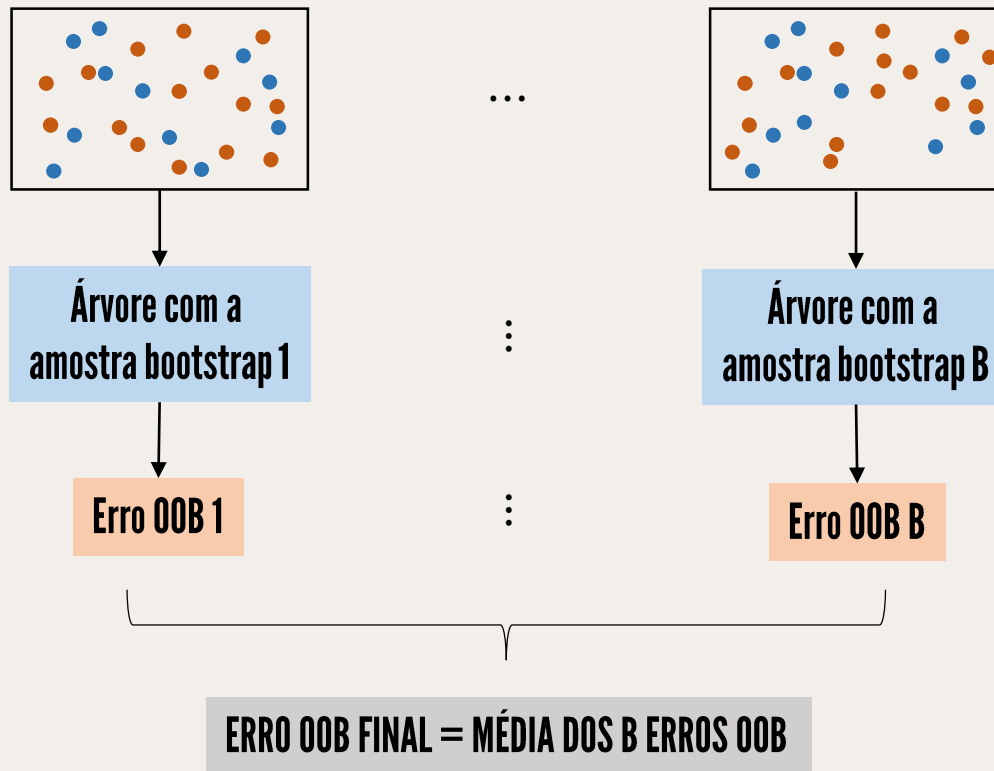 ...
Árvore com a
amostra bootstrap 1
Árvore com a
amostra bootstrap B
Erro OOB 1
Erro OOB B
ERRO OOB FINAL = MÉDIA DOS B ERROS OOB